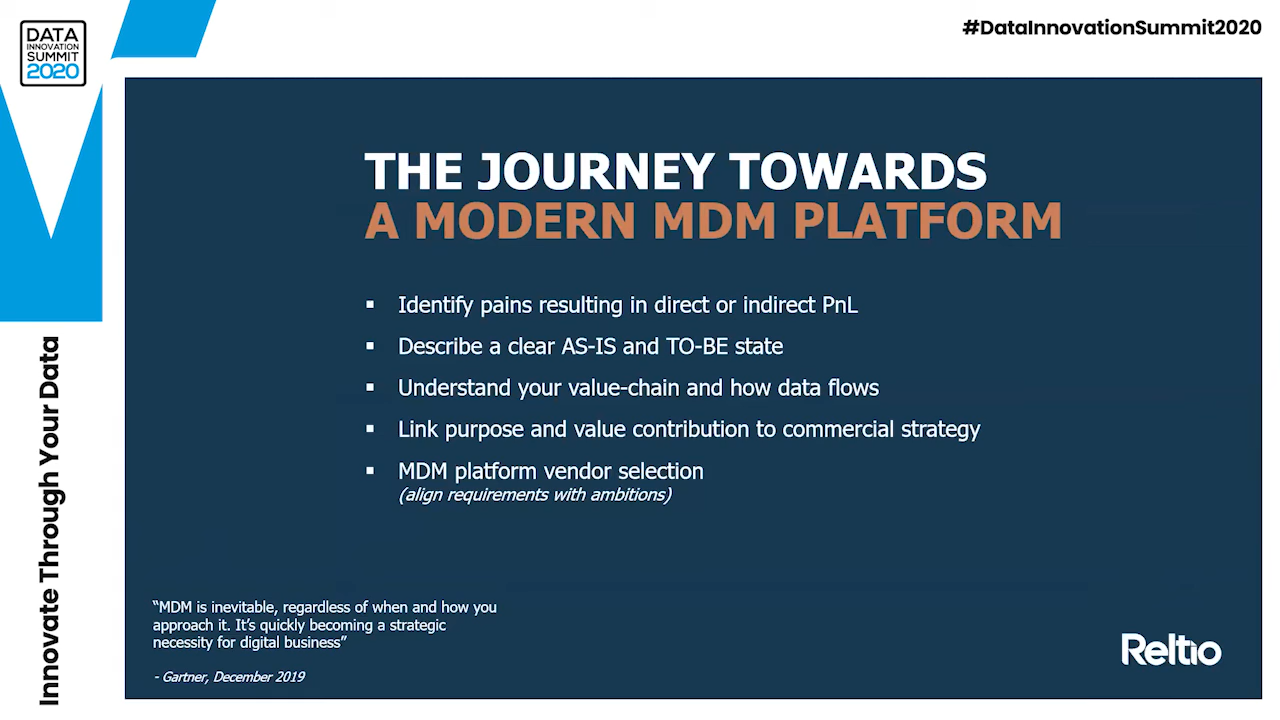 DATA
INNOVATION
SUMMIT
2020
#DataInnovationSummit2020
Innovate Through Your Data
THE JOURNEY TOWARDS
A MODERN MDM PLATFORM
▪ Identify pains resulting in direct or indirect PnL
▪ Describe a clear AS-IS and TO-BE state
▪ Understand your value-chain and how data flows
▪ Link purpose and value contribution to commercial strategy
▪ MDM platform vendor selection
(align requirements with ambitions)
“MDM is inevitable, regardless of when and how you
approach it. It’s quickly becoming a strategic
necessity for digital business”
- Gartner, December 2019
Reltio